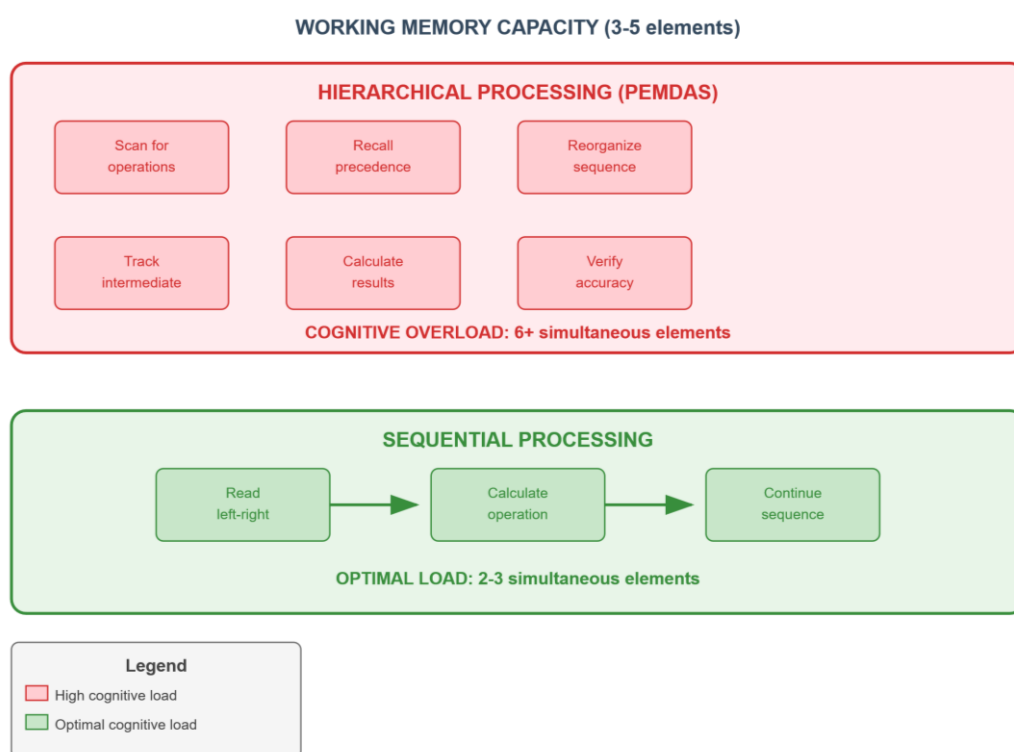 WORKING MEMORY CAPACITY (3-5 elements)
HIERARCHICAL PROCESSING (PEMDAS)
Scan for
operations
Recall
precedence
Reorganize
sequence
Track
intermediate
Calculate
results
Verify
accuracy
COGNITIVE OVERLOAD: 6+ simultaneous elements
SEQUENTIAL PROCESSING
Read
left-right
Calculate
operation
Continue
sequence
OPTIMAL LOAD: 2-3 simultaneous elements
Legend
High cognitive load
Optimal cognitive load